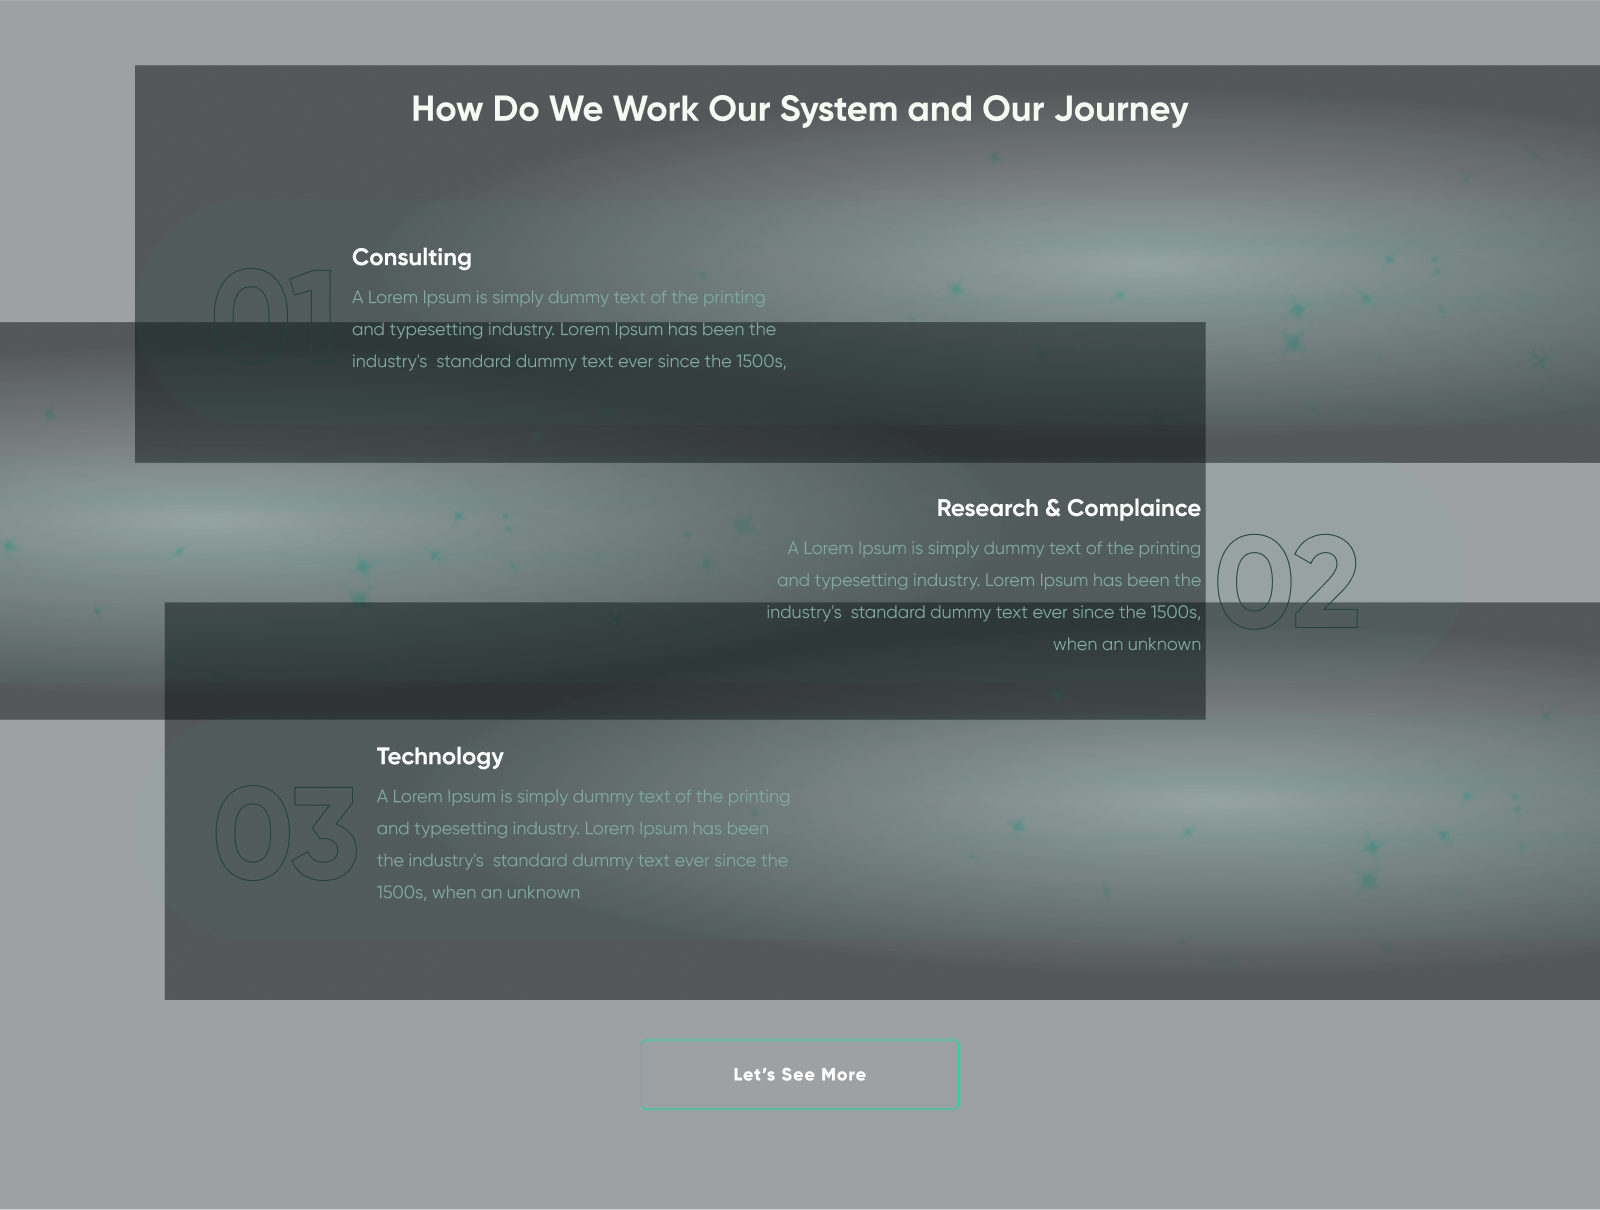 How Do We Work Our System and Our Journey
01
Consulting
A Lorem Ipsum is simply dummy text of the printing
and typesetting industry. Lorem Ipsum has been the
industry's  standard dummy text ever since the 1500s,
Research & Complaince
A Lorem Ipsum is simply dummy text of the printing
and typesetting industry. Lorem Ipsum has been the
industry's  standard dummy text ever since the 1500s,
when an unknown
02
Technology
03
A Lorem Ipsum is simply dummy text of the printing
and typesetting industry. Lorem Ipsum has been
the industry's  standard dummy text ever since the
1500s, when an unknown
Let’s See More